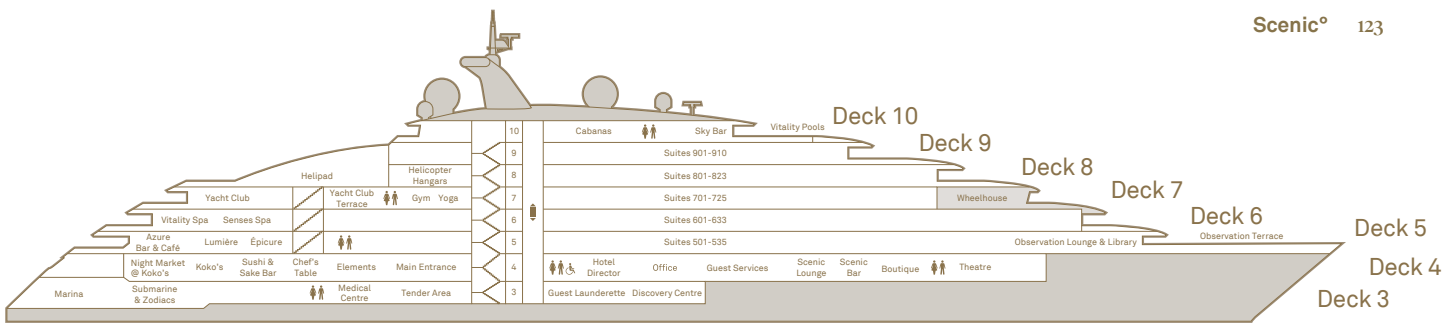 Scenic° 123
Deck 10
10 Cabanas Sky Bar Vitality Pools
Deck 9
9 Suites 901-910
Deck 8
Helipad Helicopter
Hangars 8 Suites 801-823
Deck 7
Yacht Club Yacht Club
Terrace Gym Yoga 7 Suites 701-725 Wheelhouse
Deck 6
Vitality Spa Senses Spa 6 Suites 601-633
Deck 5
Azure
Bar & Café Lumière Épicure 5 Suites 501-535 Observation Lounge & Library Observation Terrace
Deck 4
Night Market
@ Koko's Koko's Sushi &
Sake Bar Chef's
Table Elements Main Entrance 4 Hotel
Director Office Guest Services Scenic
Lounge Scenic
Bar Boutique Theatre
Deck 3
Marina Submarine
& Zodiacs Medical
Centre Tender Area 3 Guest Launderette Discovery Centre